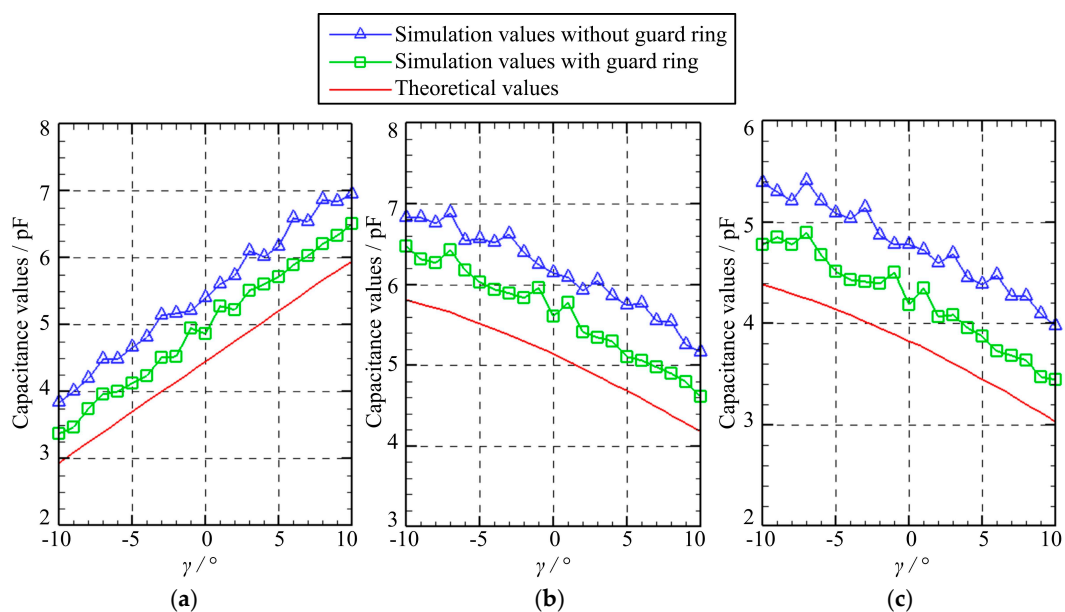 Simulation values without guard ring
Simulation values with guard ring
Theoretical values
8
7
6
5
4
3
2
-10 -5 0 5 10
Capacitance values / pF
γ / °
(a)
8
7
6
5
4
3
-10 -5 0 5 10
Capacitance values / pF
γ / °
(b)
6
5
4
3
2
-10 -5 0 5 10
Capacitance values / pF
γ / °
(c)